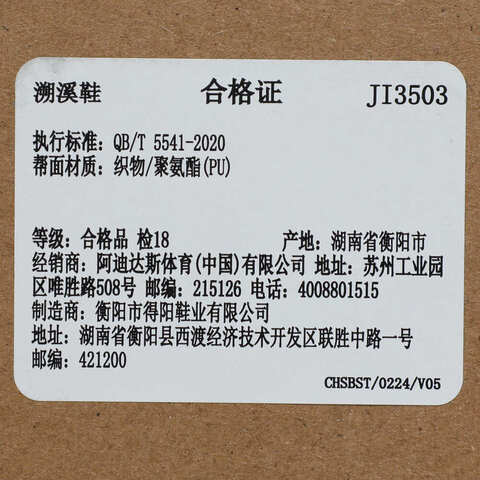 溯溪鞋 合格证 JI3503
执行标准: QB/T 5541-2020
帮面材质: 织物/聚氨酯(PU)
等级: 合格品 检18 产地: 湖南省衡阳市
经销商: 阿迪达斯体育(中国)有限公司 地址: 苏州工业园
区唯胜路508号 邮编: 215126 电话: 4008801515
制造商: 衡阳市得阳鞋业有限公司
地址: 湖南省衡阳县西渡经济技术开发区联胜中路一号
邮编: 421200
CHSBST/0224/V05